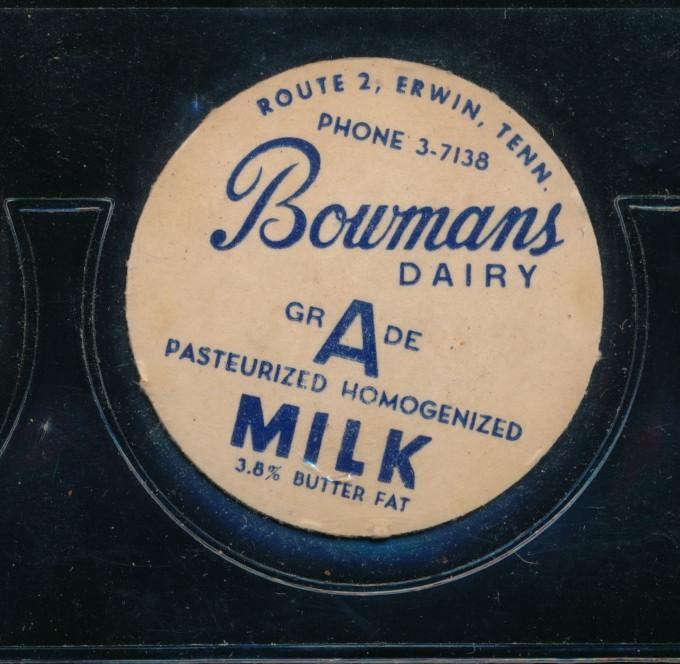 ROUTE 2, ERWIN, TENN.
PHONE 3-7138
Bowmans
DAIRY
GRADE
PASTEURIZED HOMOGENIZED
MILK
3.8% BUTTER FAT